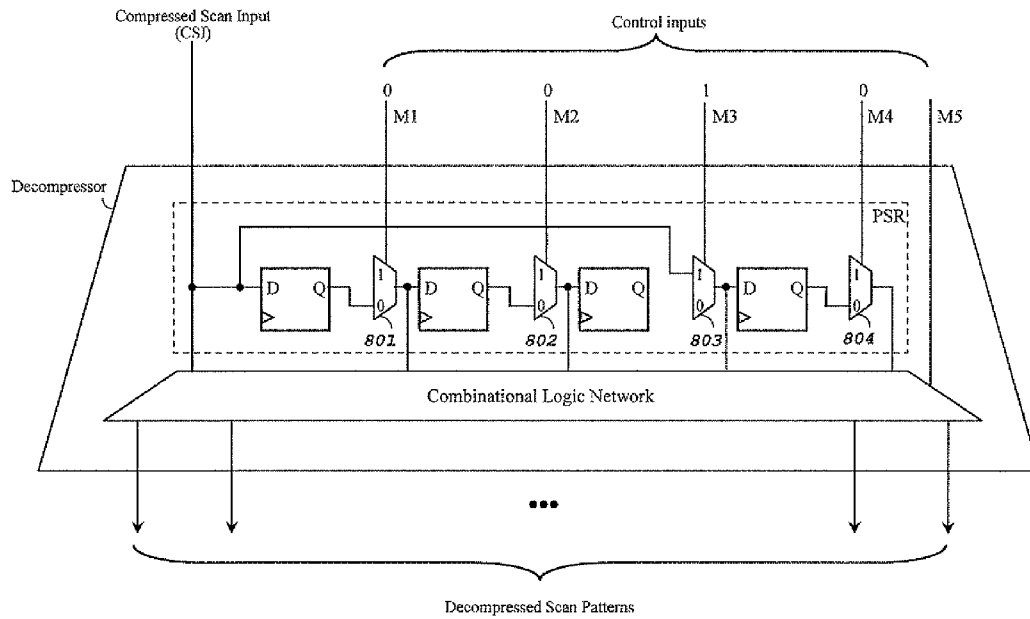 Compressed Scan Input
(CSI)
Control inputs
0 0 1 0
M1 M2 M3 M4 M5
Decompressor
PSR
1 1 1 1
D Q D Q D Q D Q
0 0 0 0
801 802 803 804
Combinational Logic Network
Decompressed Scan Patterns